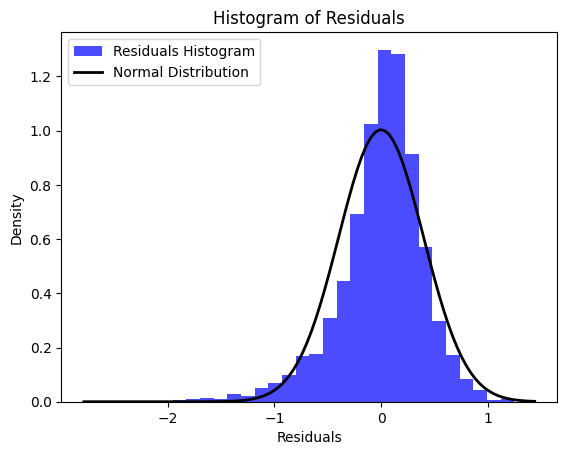 Histogram of Residuals
Residuals Histogram
Normal Distribution
Density
1.2
1.0
0.8
0.6
0.4
0.2
0.0
−2
−1
0
1
Residuals